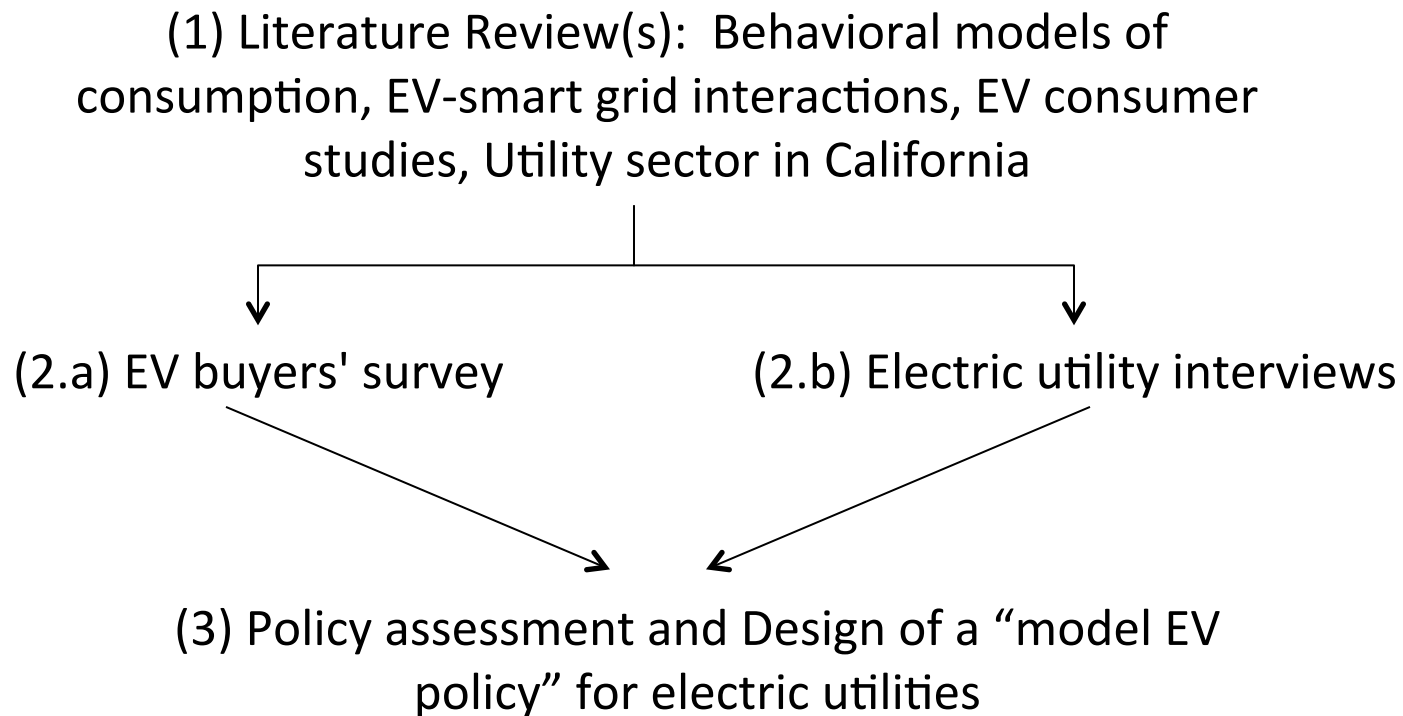 (1) Literature Review(s):  Behavioral models of
consumption, EV-smart grid interactions, EV consumer
studies, Utility sector in California
(2.a) EV buyers' survey
(2.b) Electric utility interviews
(3) Policy assessment and Design of a “model EV
policy” for electric utilities